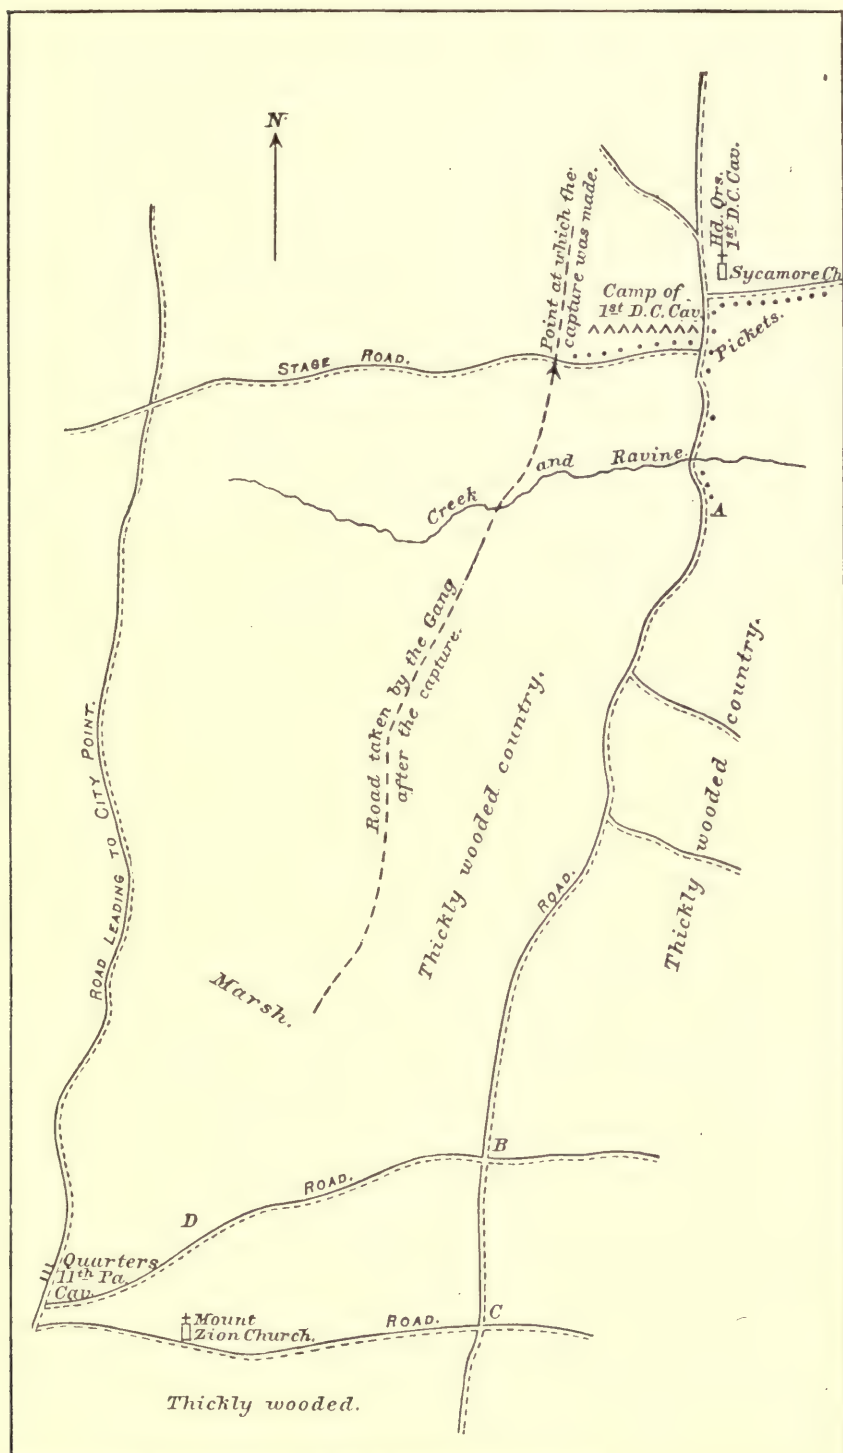 N.
Hd. Qrs.
1st D.C. Cav.
Sycamore Ch
Point at which the
capture was made.
Camp of
1st D.C. Cav.
Pickets.
STAGE ROAD.
Creek and Ravine.
A
Road taken by the Gang
after the capture.
Thickly wooded country.
Thickly wooded country.
ROAD LEADING TO CITY POINT.
ROAD.
Marsh.
B
ROAD.
D
Quarters
11th Pa.
Cav.
Mount
Zion Church.
ROAD.
C
Thickly wooded.